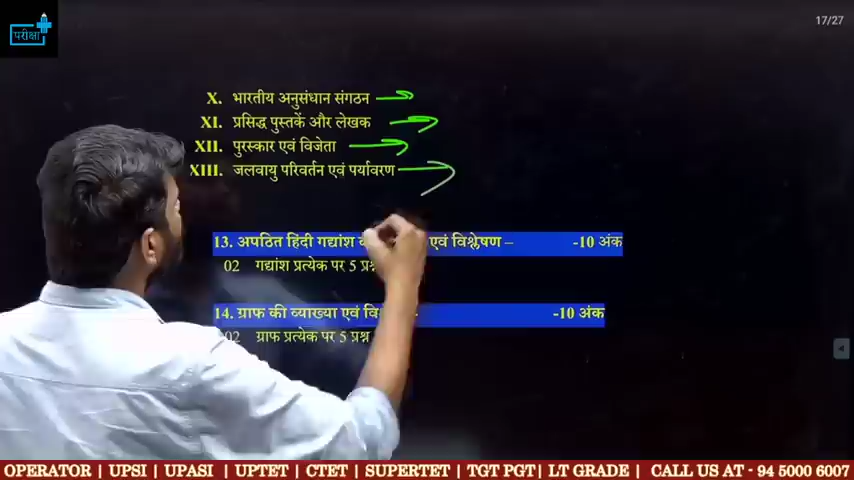 परीक्षा
17/27
X. भारतीय अनुसंधान संगठन
XI. प्रसिद्ध पुस्तकें और लेखक
XII. पुरस्कार एवं विजेता
XIII. जलवायु परिवर्तन एवं पर्यावरण
13. अपठित हिंदी गद्यांश एवं विश्लेषण – -10 अंक
02 गद्यांश प्रत्येक पर 5
14. ग्राफ की व्याख्या एवं -10 अंक
02 ग्राफ प्रत्येक पर 5 प्रश्न
OPERATOR | UPSI | UPASI | UPTET | CTET | SUPERTET | TGT PGT| LT GRADE | CALL US AT - 94 5000 6007